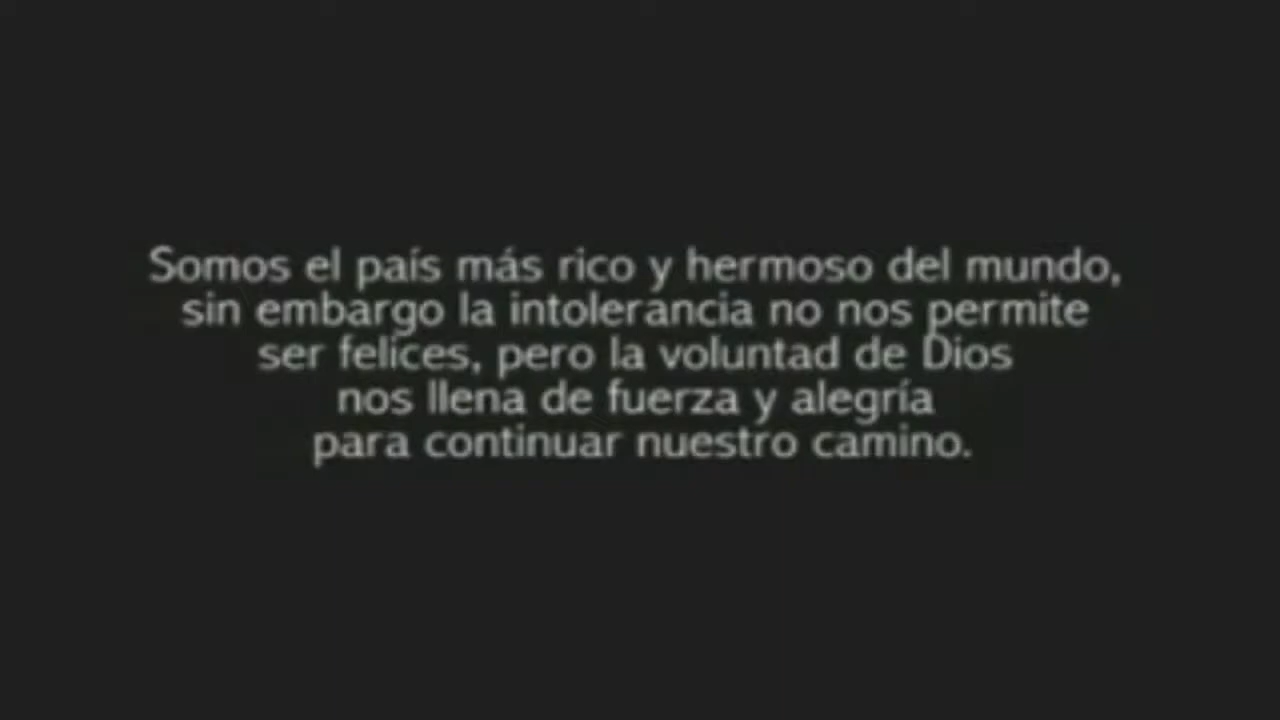 Somos el país más rico y hermoso del mundo,
sin embargo la intolerancia no nos permite
ser felices, pero la voluntad de Dios
nos llena de fuerza y alegría
para continuar nuestro camino.